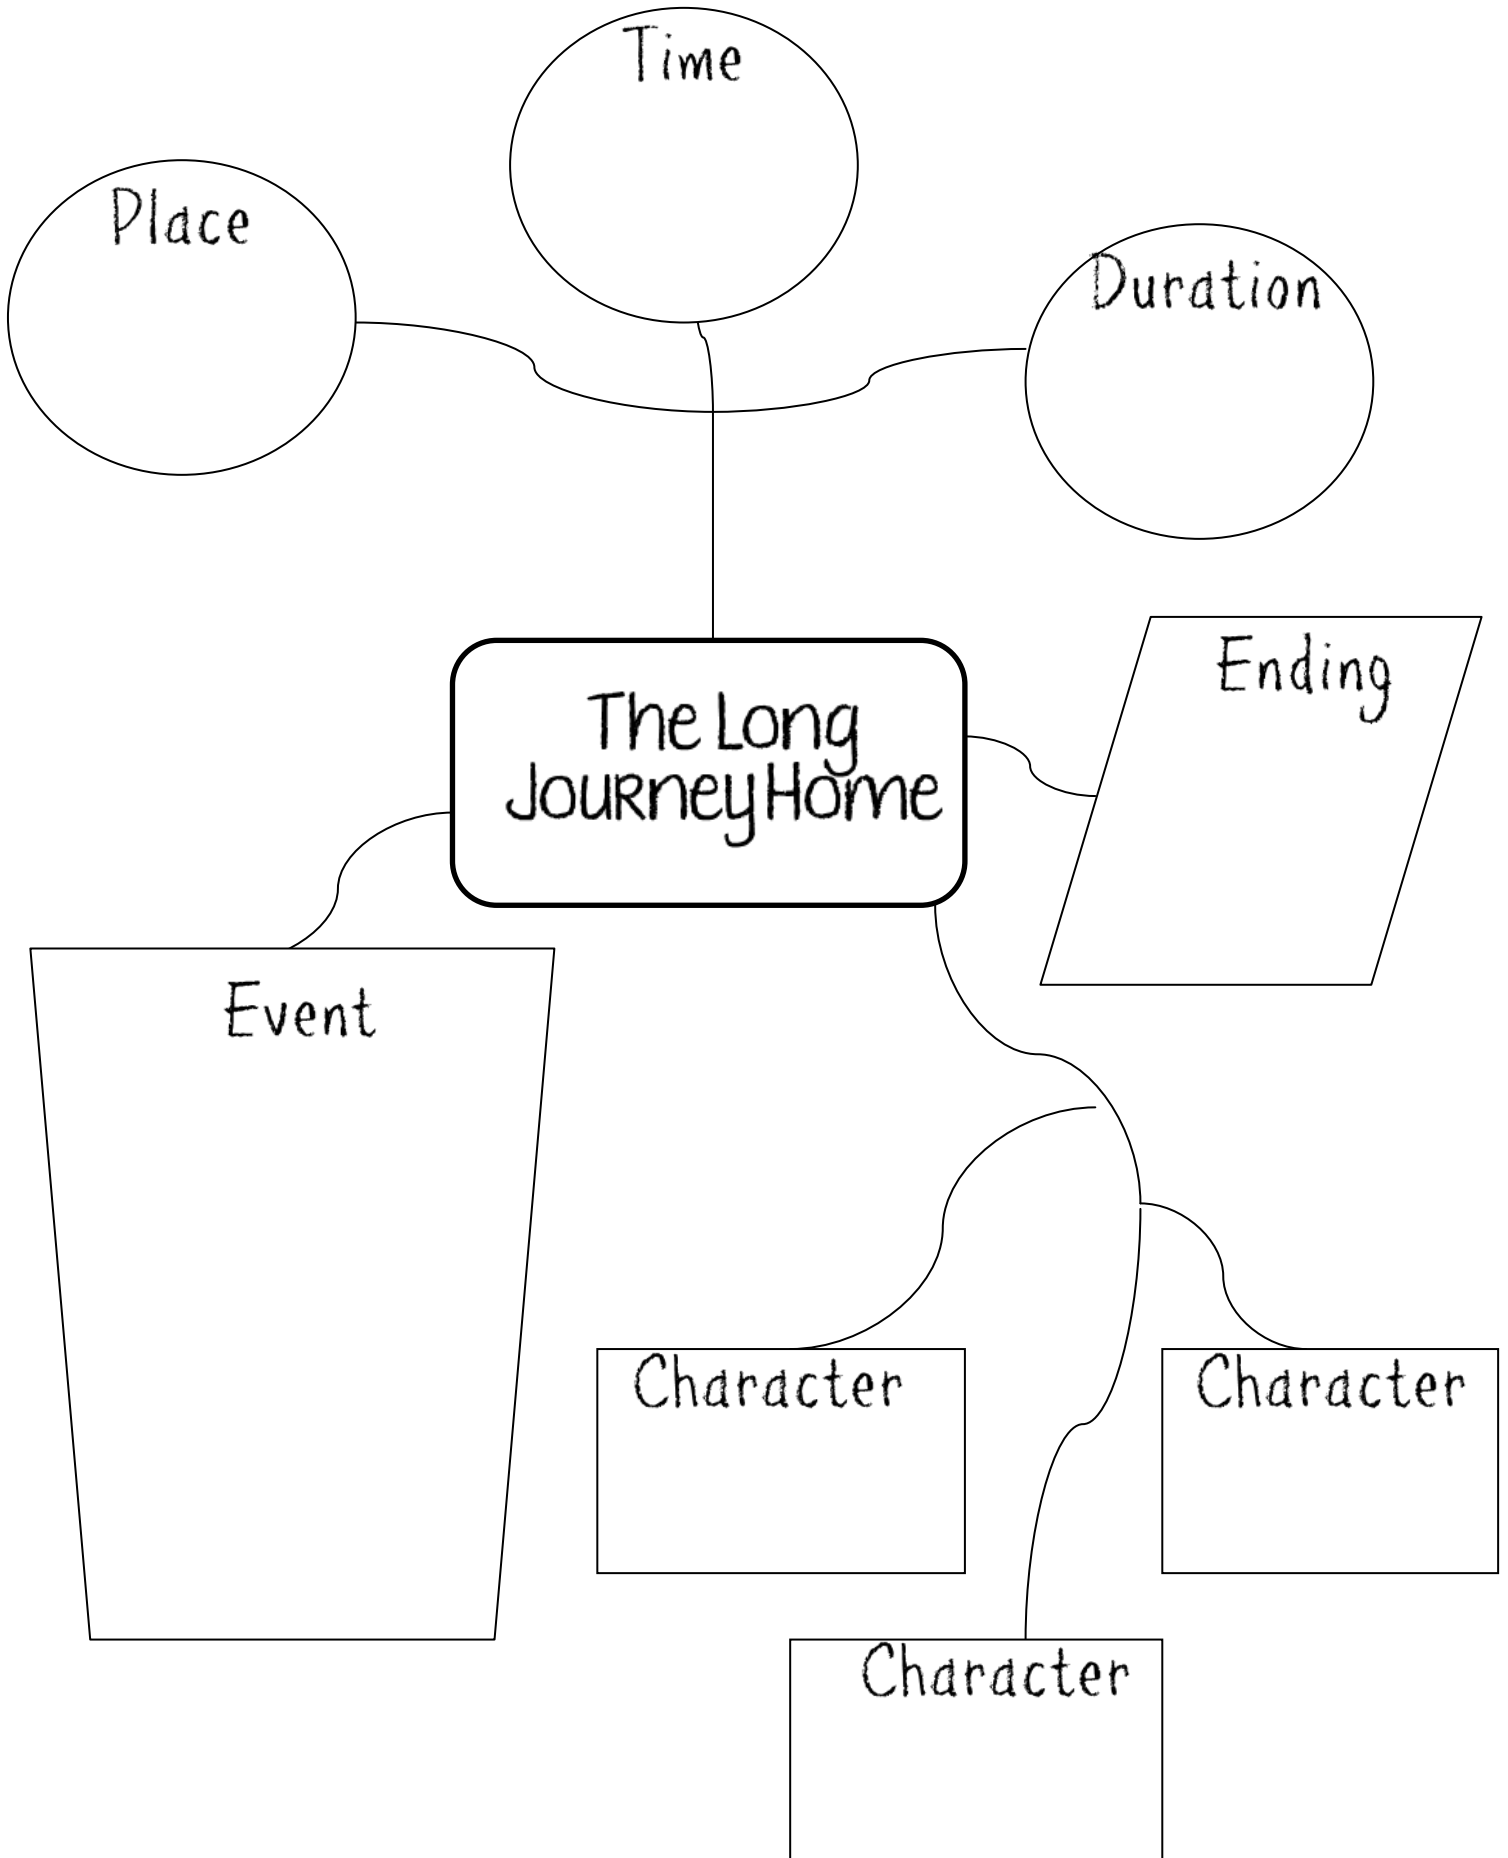 Time
Place
Duration
Ending
The Long
Journey Home
Event
Character
Character
Character